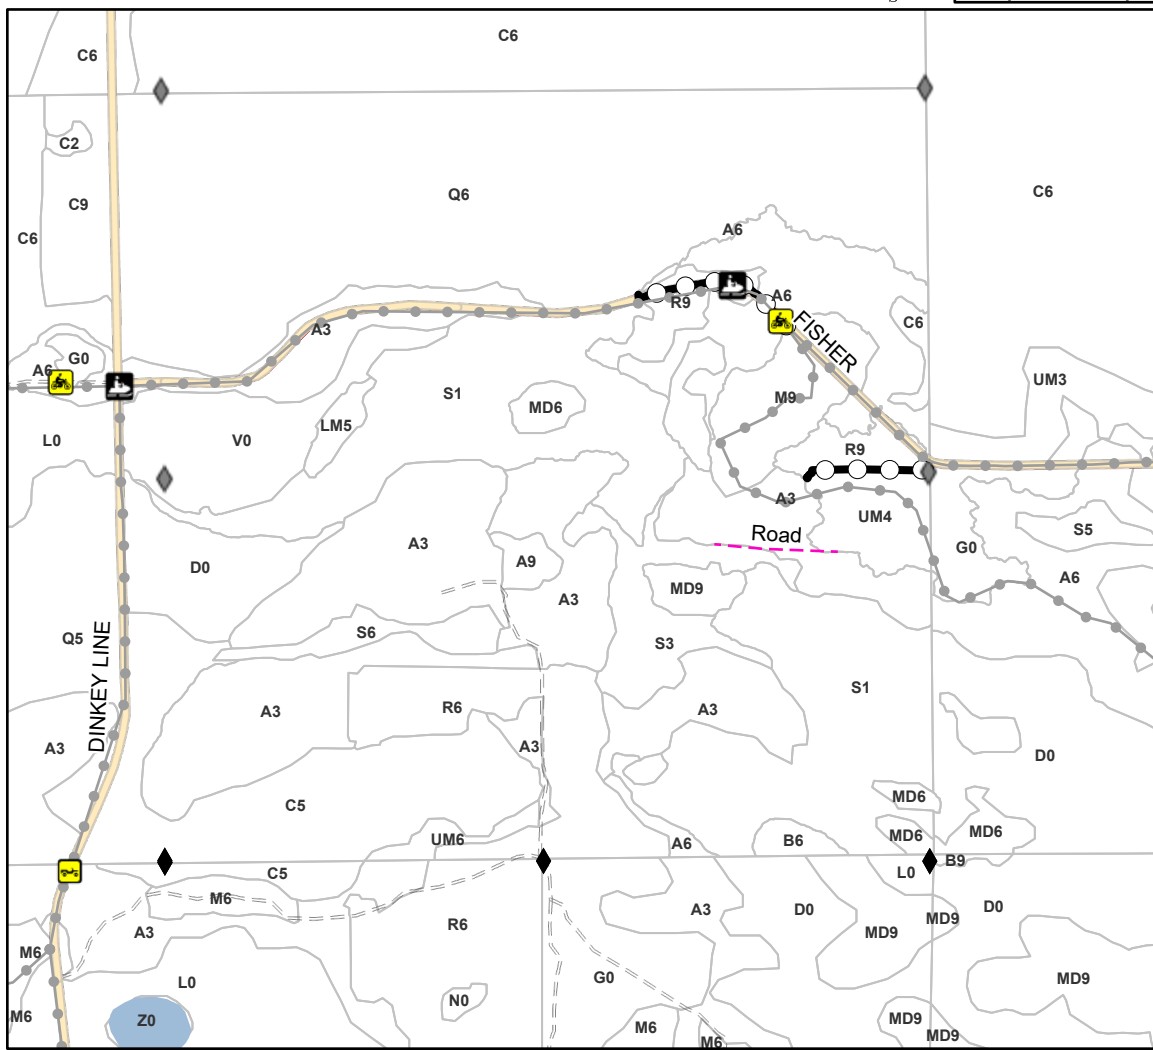 C6
C6
C2
Q6
C6
C9
C6
A6
A6
R9
C6
A3
FISHER
G0
A6
UM3
S1
M9
MD6
LM5
L0
V0
R9
A3
UM4
S5
Road
G0
A3
A9
D0
A6
MD9
A3
S6
Q5
S3
DINKEY LINE
S1
R6
A3
A3
A3
A3
D0
MD6
C5
MD6
MD6
UM6
B6
A6
B9
C5
L0
M6
A3
D0
D0
MD9
R6
A3
MD9
M6
G0
MD9
L0
N0
M6
Z0
MD9
M6
MD9
M6